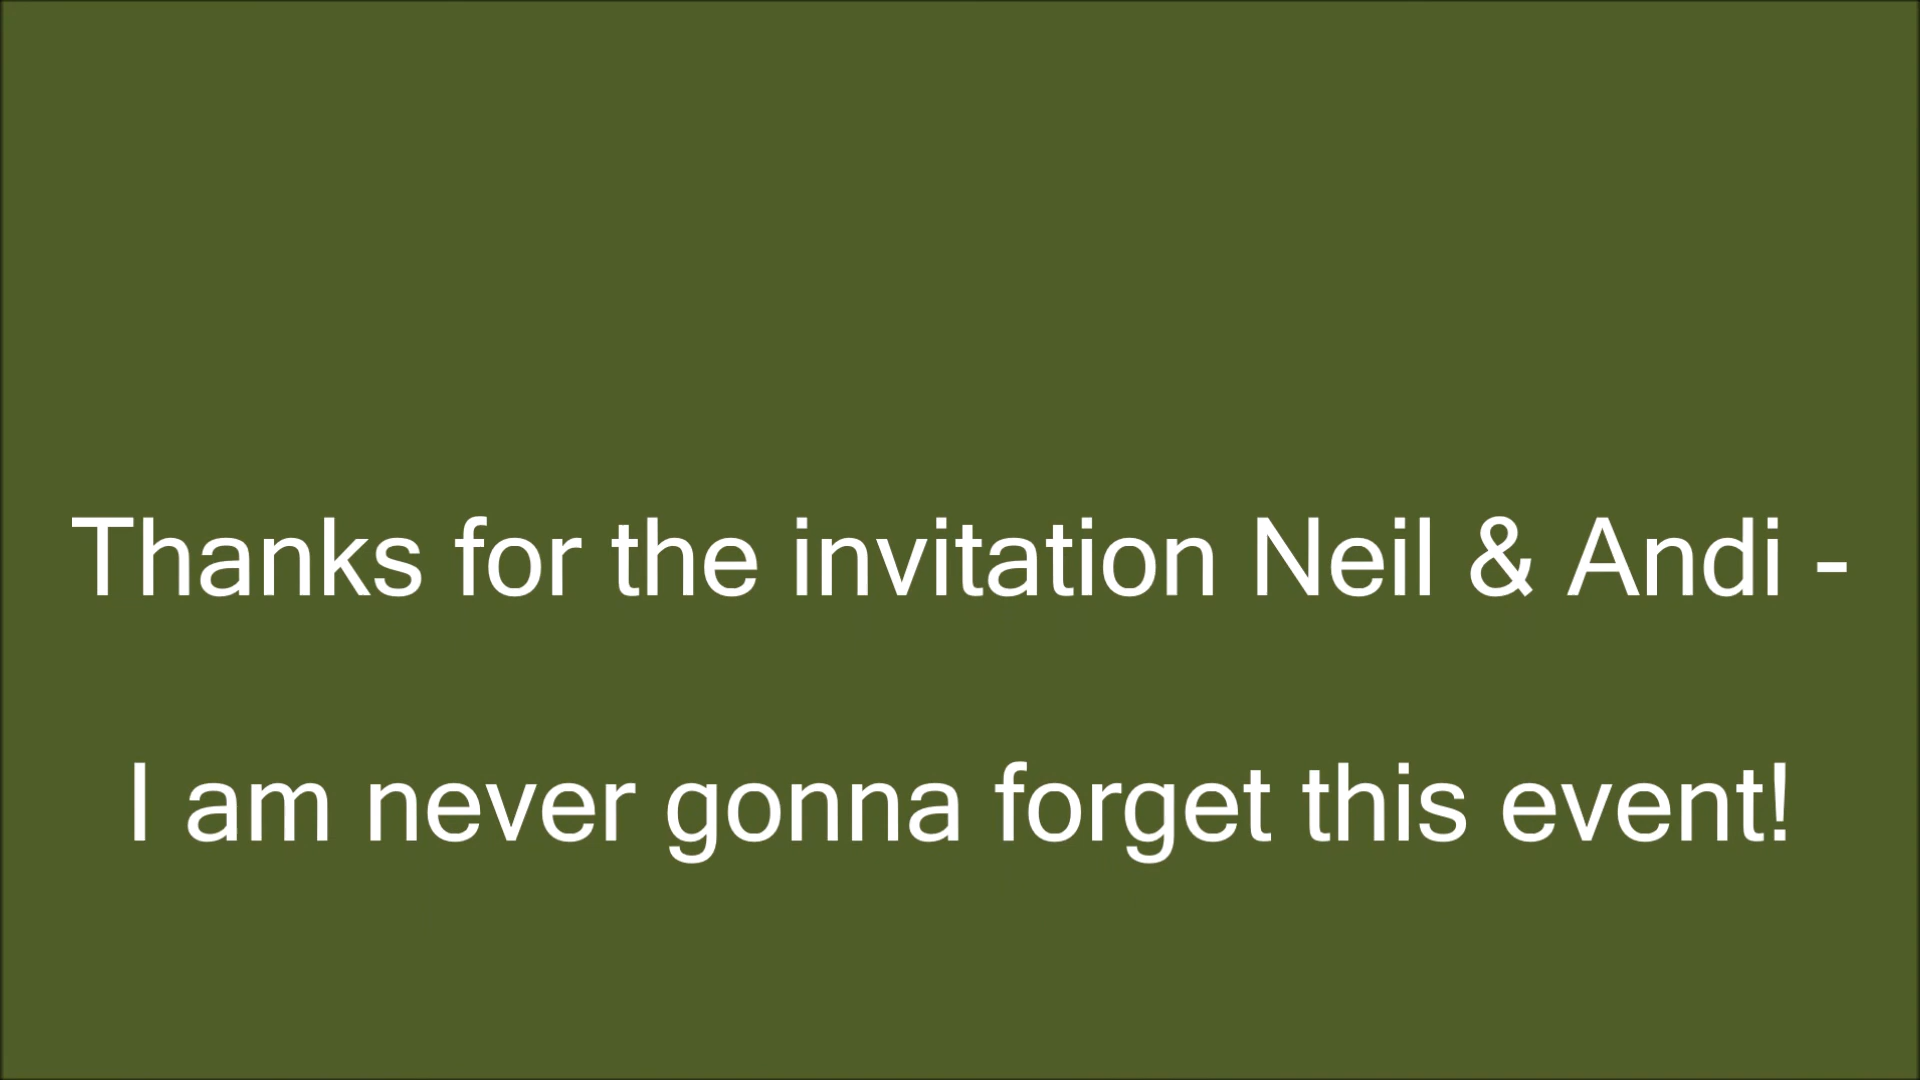 Thanks for the invitation Neil & Andi -
I am never gonna forget this event!